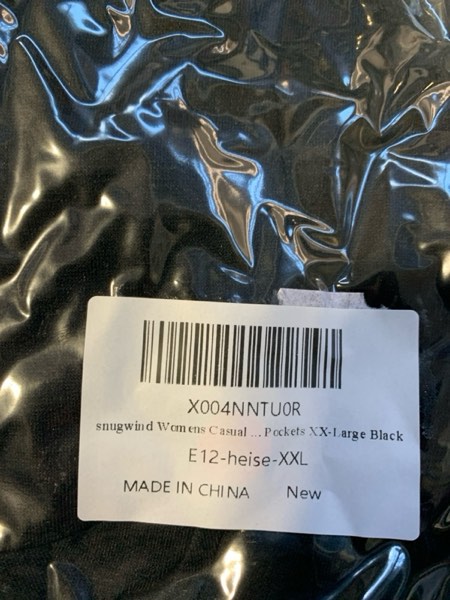 X004NNTU0R
snugwind Womens Casual ... Pockets XX-Large Black
E12-heise-XXL
MADE IN CHINA New